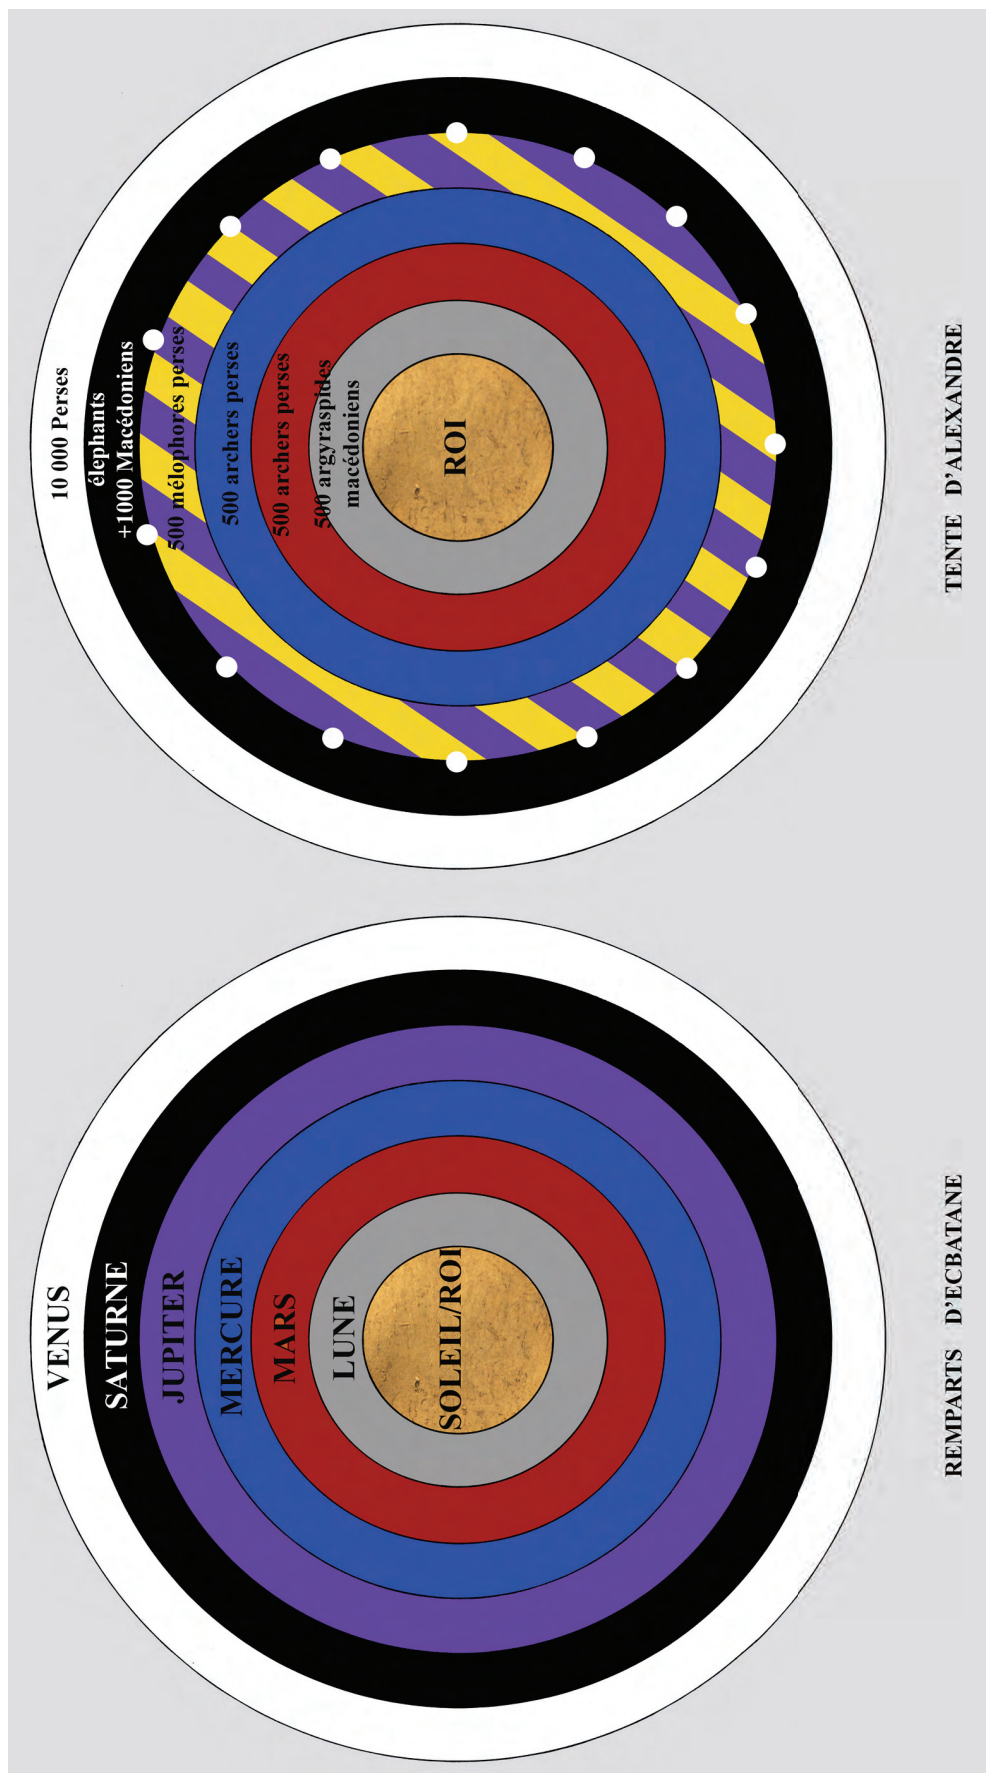 VENUS
SATURNE
JUPITER
MERCURE
MARS
LUNE
SOLEIL/ROI
REMPARTS D'ECBATANE
10 000 Perses
élephants
+1000 Macédoniens
500 mélophores perses
500 archers perses
500 archers perses
500 argyraspides
macédoniens
ROI
TENTE D'ALEXANDRE